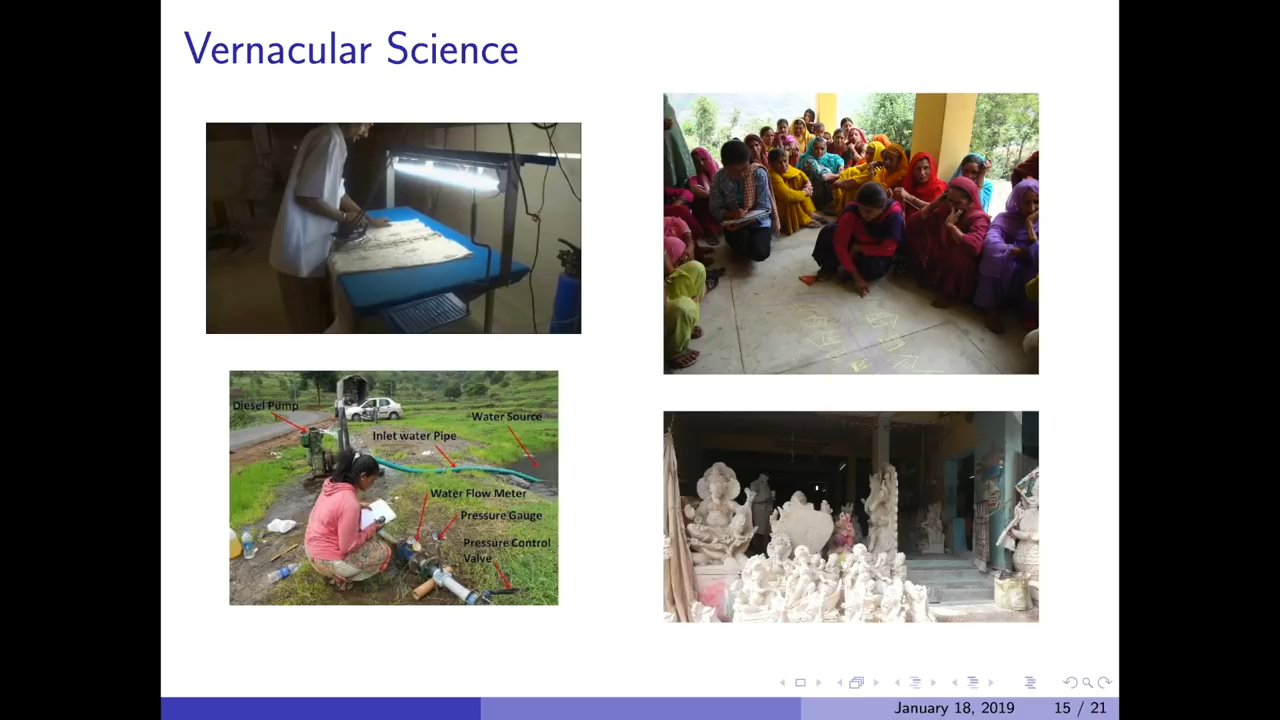 Vernacular Science
Diesel Pump
Water Source
Inlet water Pipe
Water Flow Meter
Pressure Gauge
Pressure Control
Valve
January 18, 2019 15 / 21